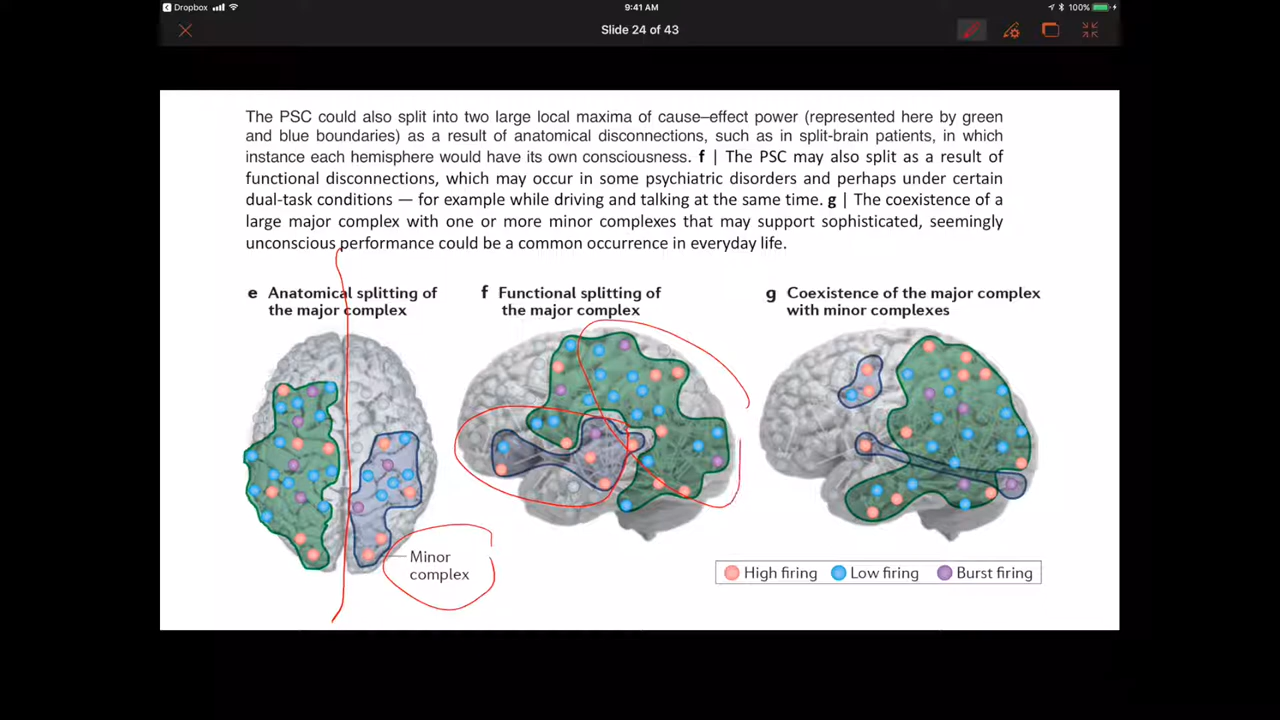 Dropbox
9:41 AM
100%
Slide 24 of 43
The PSC could also split into two large local maxima of cause–effect power (represented here by green
and blue boundaries) as a result of anatomical disconnections, such as in split-brain patients, in which
instance each hemisphere would have its own consciousness. f | The PSC may also split as a result of
functional disconnections, which may occur in some psychiatric disorders and perhaps under certain
dual-task conditions — for example while driving and talking at the same time. g | The coexistence of a
large major complex with one or more minor complexes that may support sophisticated, seemingly
unconscious performance could be a common occurrence in everyday life.
e Anatomical splitting of
the major complex
f Functional splitting of
the major complex
g Coexistence of the major complex
with minor complexes
Minor
complex
High firing
Low firing
Burst firing